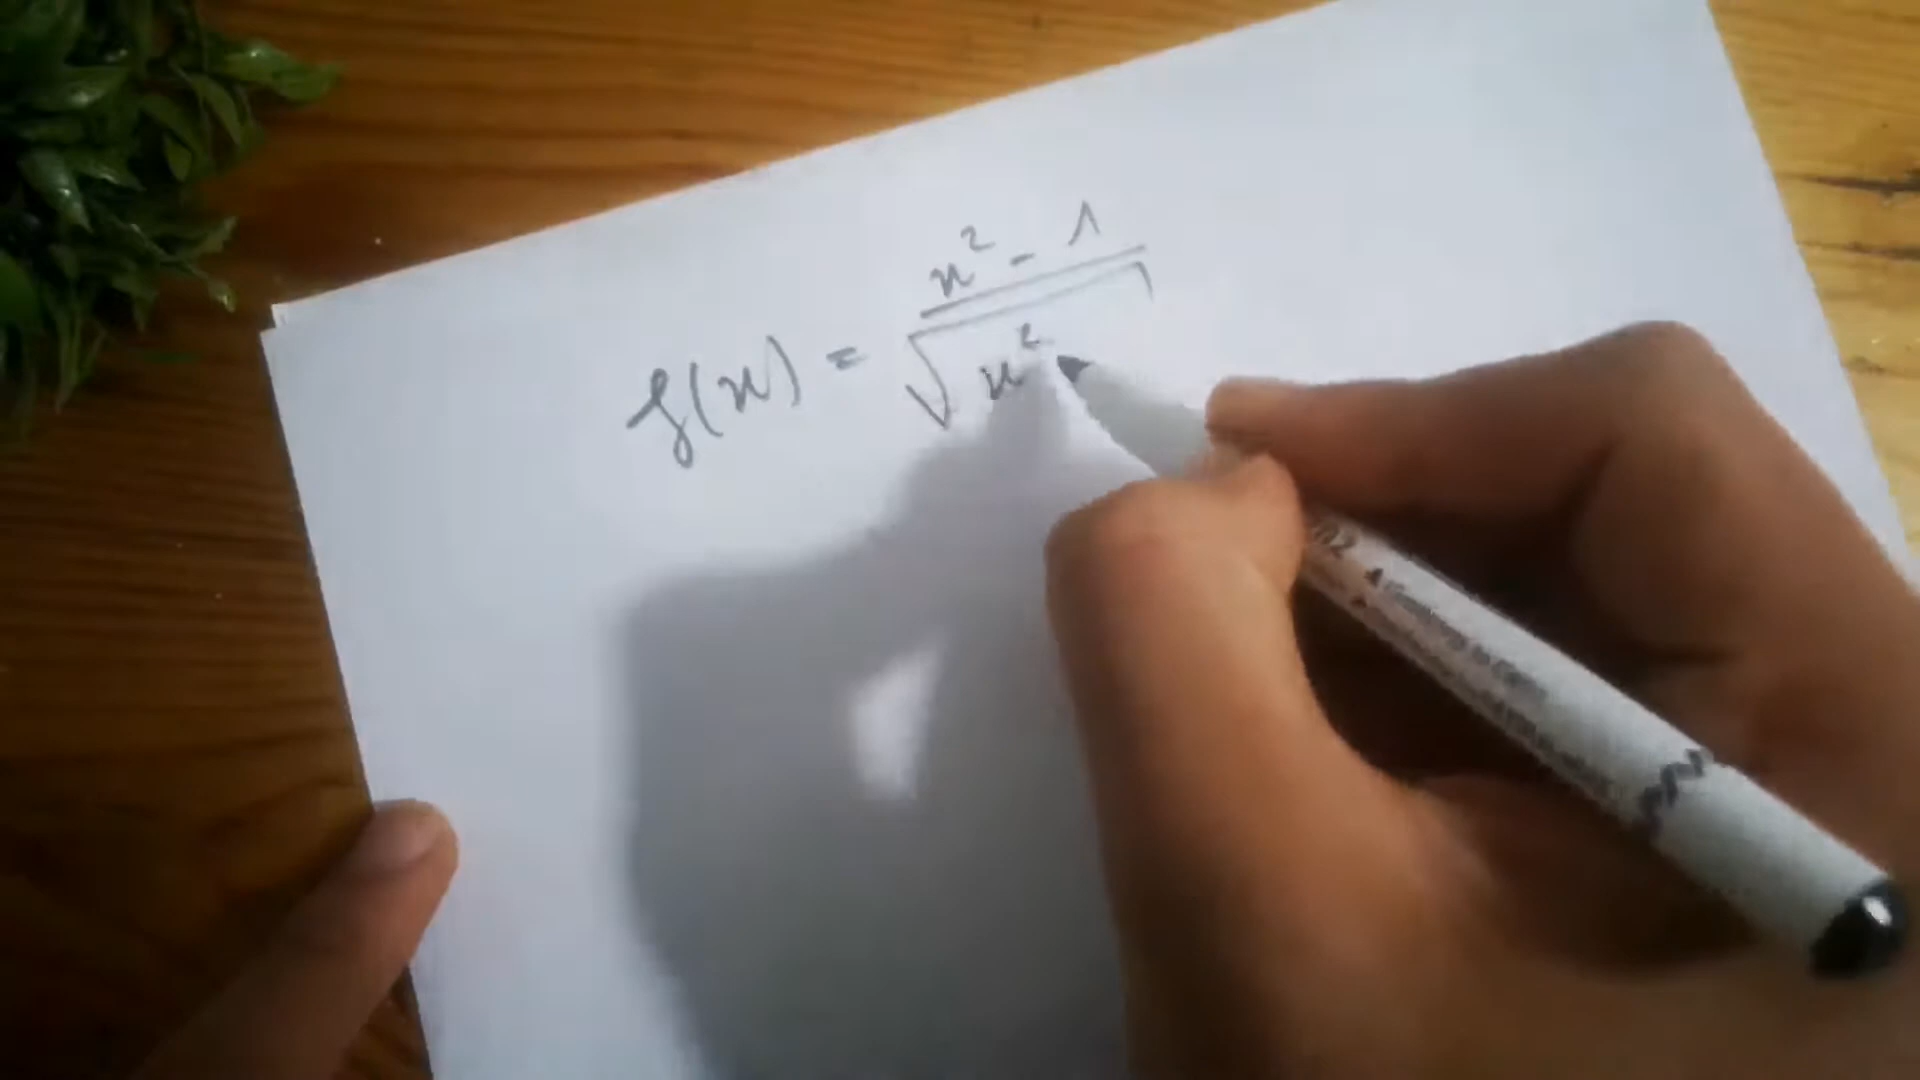 f(x) = x² - 1 / √x²